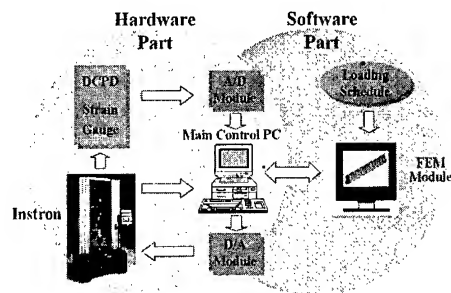 Hardware
Part
Software
Part
DCPD
Strain
Gauge
A/D
Module
Loading
Schedule
Main Control PC
FEM
Module
Instron
D/A
Module